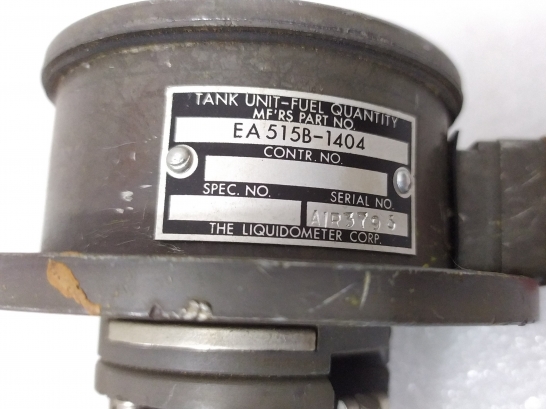 TANK UNIT-FUEL QUANTITY
MF'RS PART NO.
EA 515B-1404
CONTR. NO.
SPEC. NO. SERIAL NO.
THE LIQUIDOMETER CORP.